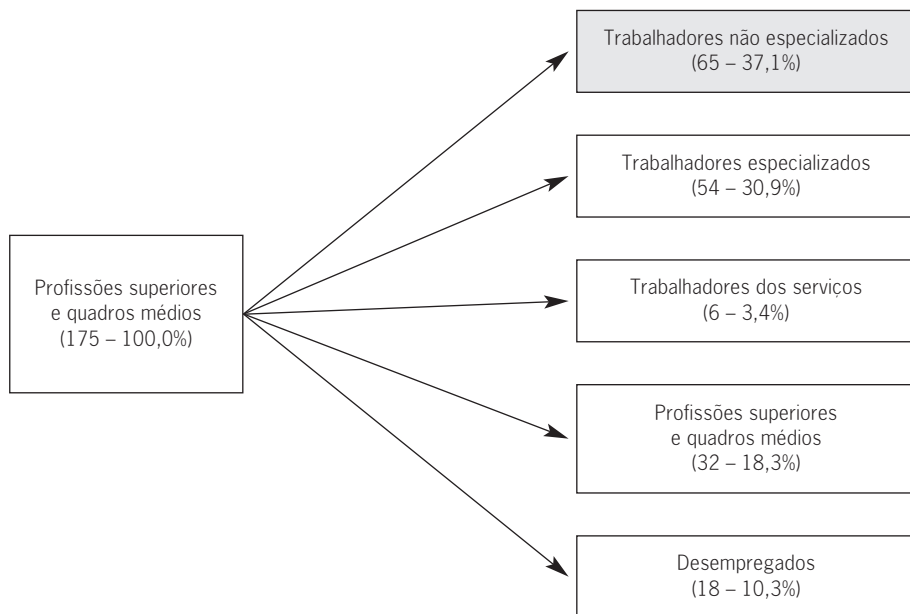 Trabalhadores não especializados
(65 – 37,1%)
Trabalhadores especializados
(54 – 30,9%)
Profissões superiores
e quadros médios
(175 – 100,0%)
Trabalhadores dos serviços
(6 – 3,4%)
Profissões superiores
e quadros médios
(32 – 18,3%)
Desempregados
(18 – 10,3%)